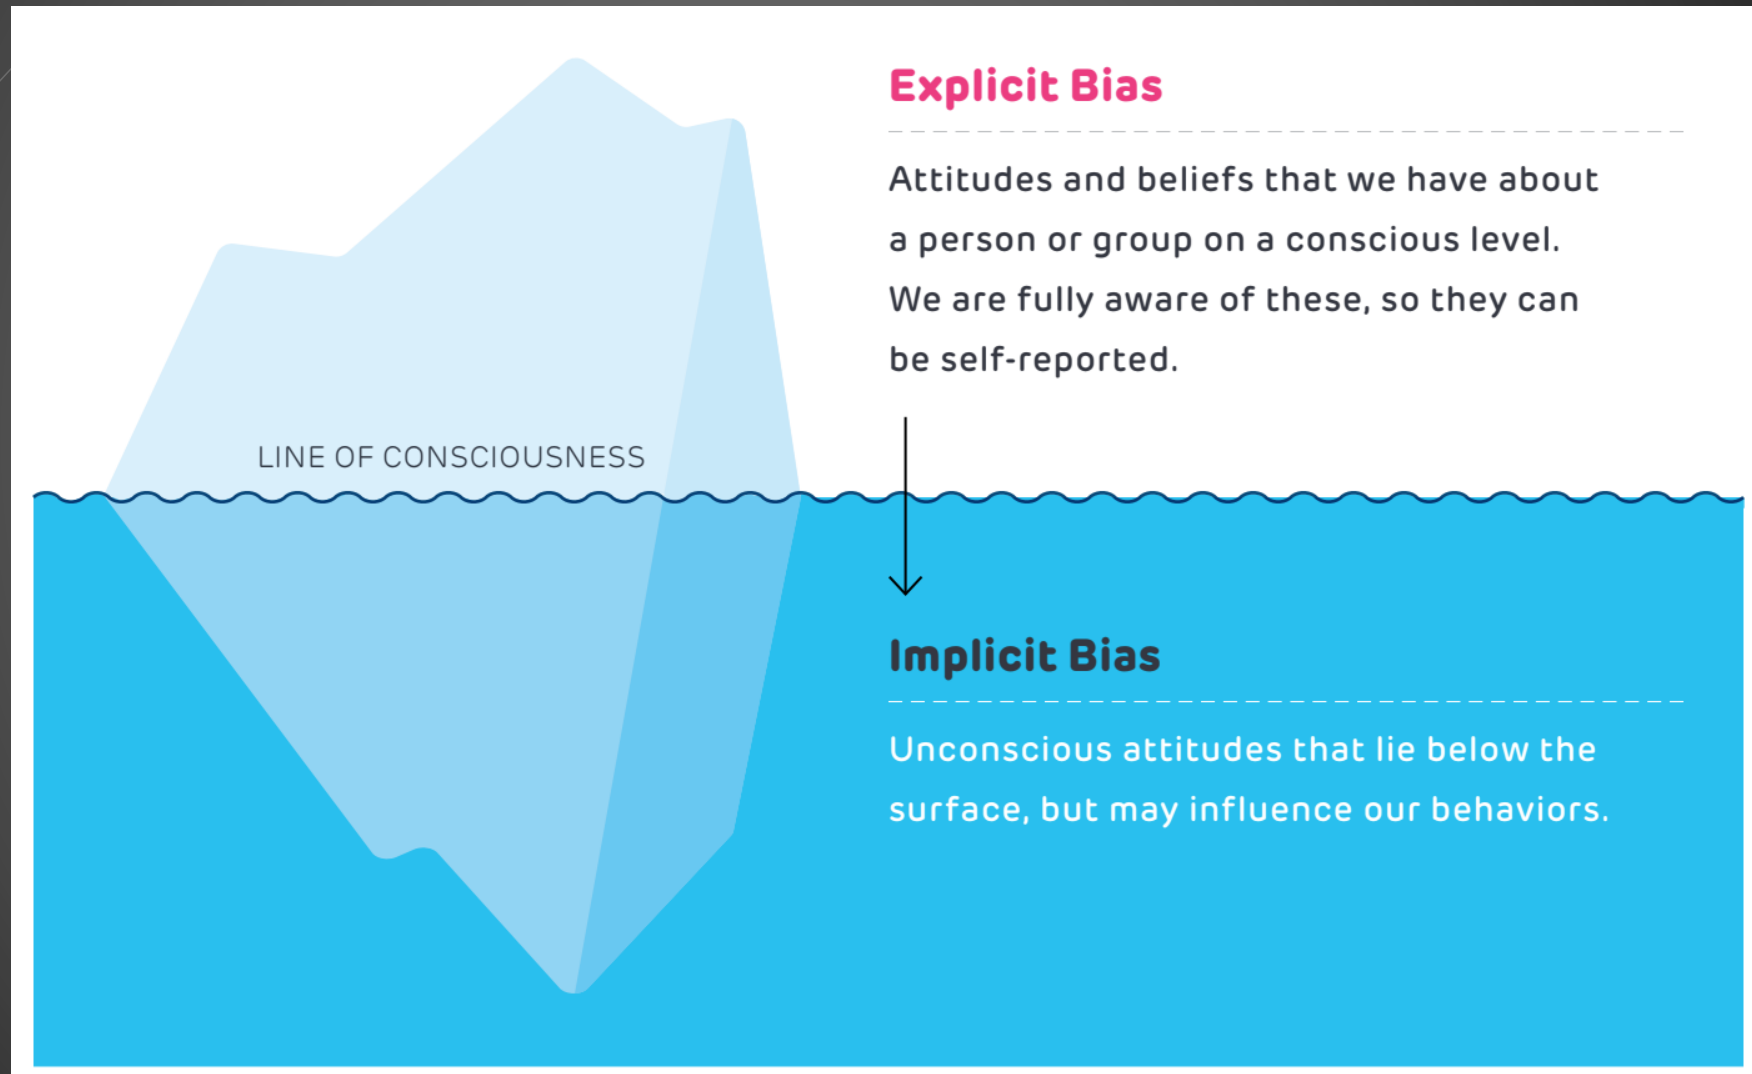 Explicit Bias
Attitudes and beliefs that we have about
a person or group on a conscious level.
We are fully aware of these, so they can
be self-reported.
LINE OF CONSCIOUSNESS
Implicit Bias
Unconscious attitudes that lie below the
surface, but may influence our behaviors.